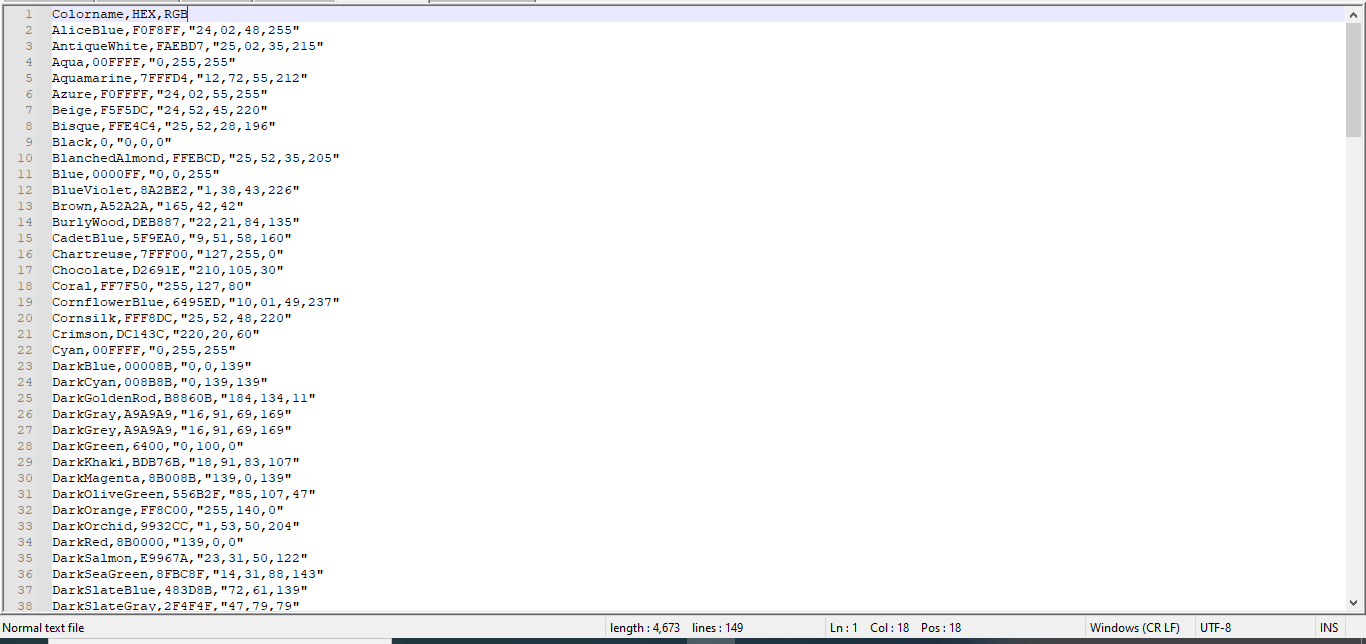 1 Colorname,HEX,RGB
2 AliceBlue,F0F8FF,"24,02,48,255"
3 AntiqueWhite,FAEBD7,"25,02,35,215"
4 Aqua,00FFFF,"0,255,255"
5 Aquamarine,7FFFD4,"12,72,55,212"
6 Azure,F0FFFF,"24,02,55,255"
7 Beige,F5F5DC,"24,52,45,220"
8 Bisque,FFE4C4,"25,52,28,196"
9 Black,0,"0,0,0"
10 BlanchedAlmond,FFEBCD,"25,52,35,205"
11 Blue,0000FF,"0,0,255"
12 BlueViolet,8A2BE2,"1,38,43,226"
13 Brown,A52A2A,"165,42,42"
14 BurlyWood,DEB887,"22,21,84,135"
15 CadetBlue,5F9EA0,"9,51,58,160"
16 Chartreuse,7FFF00,"127,255,0"
17 Chocolate,D2691E,"210,105,30"
18 Coral,FF7F50,"255,127,80"
19 CornflowerBlue,6495ED,"10,01,49,237"
20 Cornsilk,FFF8DC,"25,52,48,220"
21 Crimson,DC143C,"220,20,60"
22 Cyan,00FFFF,"0,255,255"
23 DarkBlue,00008B,"0,0,139"
24 DarkCyan,008B8B,"0,139,139"
25 DarkGoldenRod,B8860B,"184,134,11"
26 DarkGray,A9A9A9,"16,91,69,169"
27 DarkGrey,A9A9A9,"16,91,69,169"
28 DarkGreen,6400,"0,100,0"
29 DarkKhaki,BDB76B,"18,91,83,107"
30 DarkMagenta,8B008B,"139,0,139"
31 DarkOliveGreen,556B2F,"85,107,47"
32 DarkOrange,FF8C00,"255,140,0"
33 DarkOrchid,9932CC,"1,53,50,204"
34 DarkRed,8B0000,"139,0,0"
35 DarkSalmon,E9967A,"23,31,50,122"
36 DarkSeaGreen,8FBC8F,"14,31,88,143"
37 DarkSlateBlue,483D8B,"72,61,139"
38 DarkSlateGray,2F4F4F,"47,79,79"
Normal text file length : 4,673 lines : 149 Ln : 1 Col : 18 Pos : 18 Windows (CR LF) UTF-8 INS